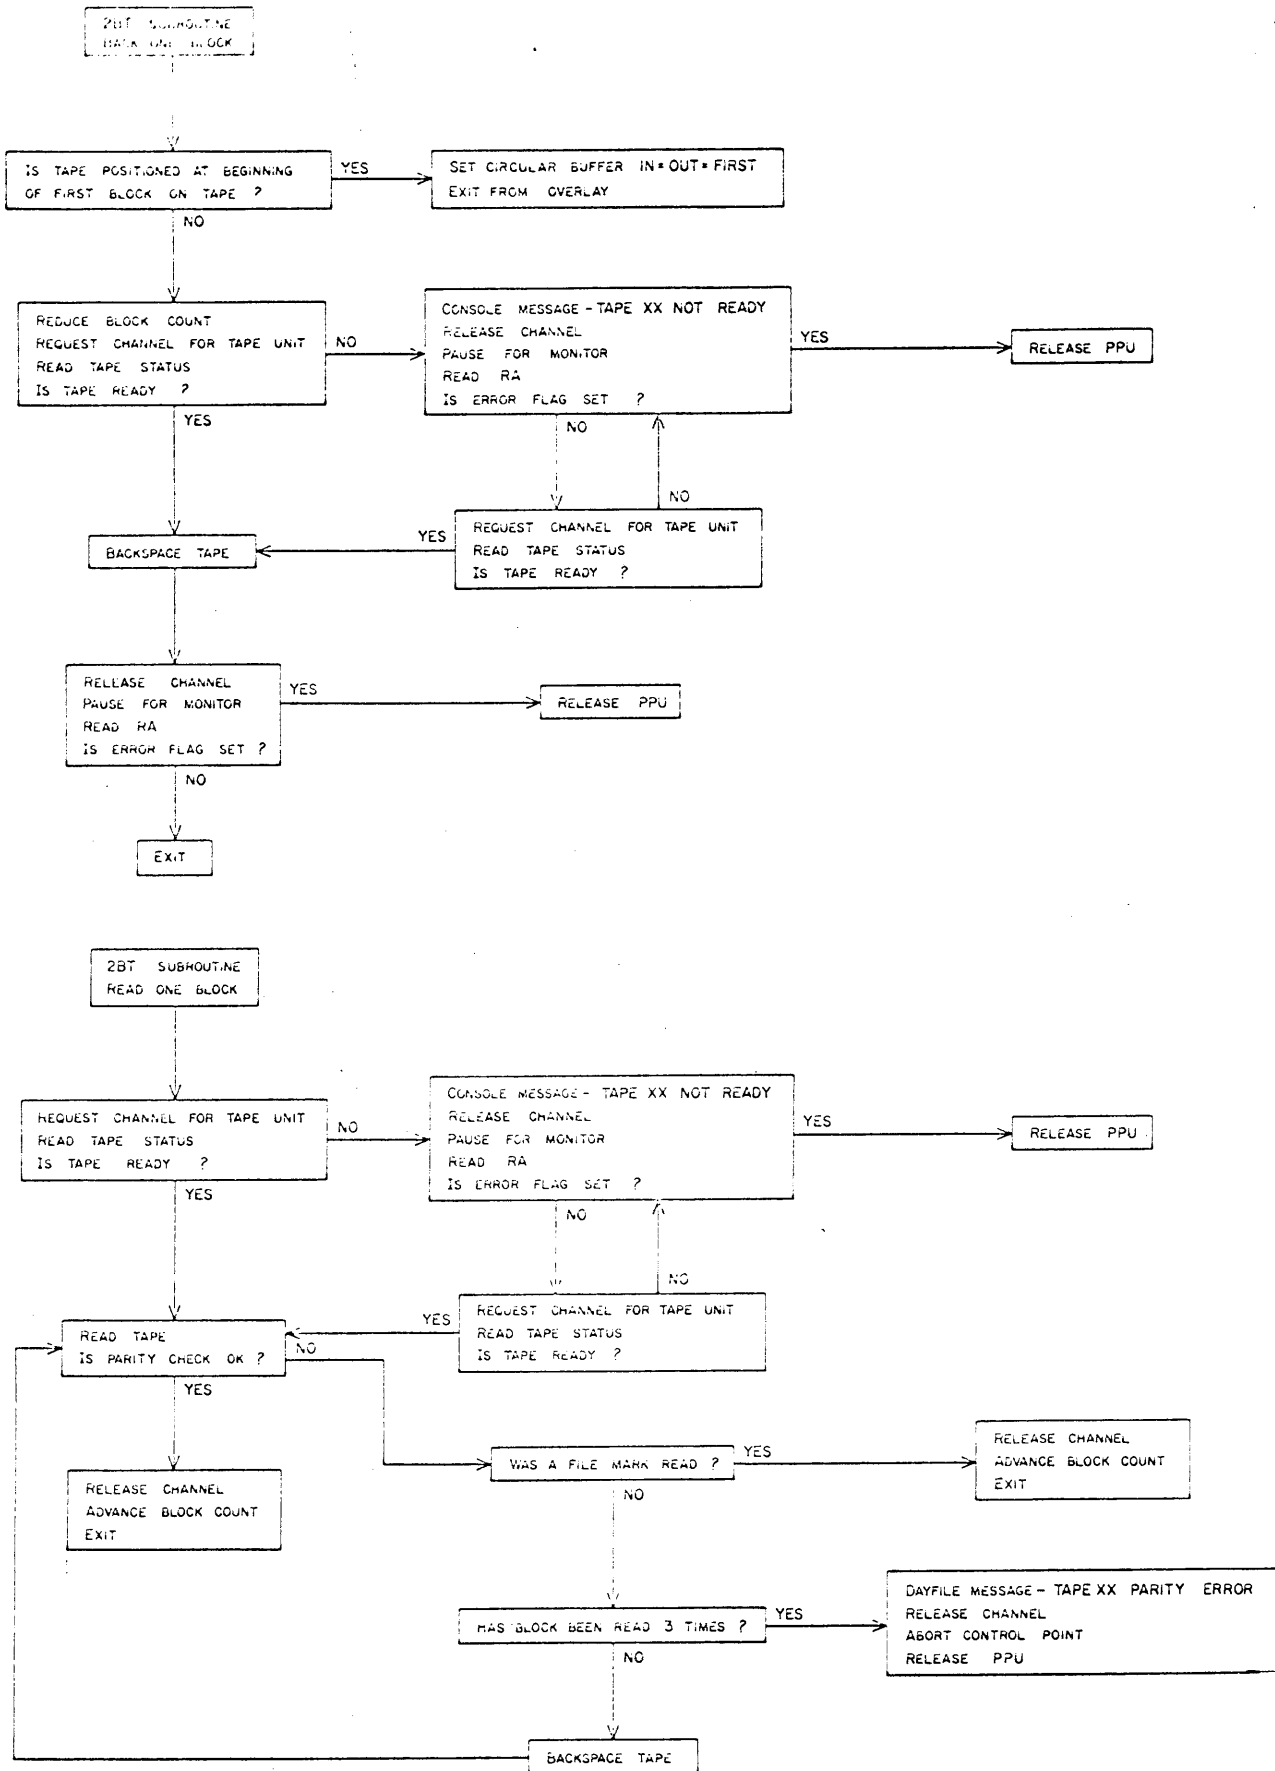 2BT SUBROUTINE
BACK ONE BLOCK
IS TAPE POSITIONED AT BEGINNING
OF FIRST BLOCK ON TAPE ?
YES
SET CIRCULAR BUFFER IN=OUT=FIRST
EXIT FROM OVERLAY
NO
REDUCE BLOCK COUNT
REQUEST CHANNEL FOR TAPE UNIT
READ TAPE STATUS
IS TAPE READY ?
NO
CONSOLE MESSAGE - TAPE XX NOT READY
RELEASE CHANNEL
PAUSE FOR MONITOR
READ RA
IS ERROR FLAG SET ?
YES
RELEASE PPU
YES
NO
NO
REQUEST CHANNEL FOR TAPE UNIT
READ TAPE STATUS
IS TAPE READY ?
YES
BACKSPACE TAPE
RELEASE CHANNEL
PAUSE FOR MONITOR
READ RA
IS ERROR FLAG SET ?
YES
RELEASE PPU
NO
EXIT
2BT SUBROUTINE
READ ONE BLOCK
REQUEST CHANNEL FOR TAPE UNIT
READ TAPE STATUS
IS TAPE READY ?
NO
CONSOLE MESSAGE - TAPE XX NOT READY
RELEASE CHANNEL
PAUSE FOR MONITOR
READ RA
IS ERROR FLAG SET ?
YES
RELEASE PPU
YES
NO
NO
REQUEST CHANNEL FOR TAPE UNIT
READ TAPE STATUS
IS TAPE READY ?
YES
READ TAPE
IS PARITY CHECK OK ?
NO
YES
RELEASE CHANNEL
ADVANCE BLOCK COUNT
EXIT
WAS A FILE MARK READ ?
YES
RELEASE CHANNEL
ADVANCE BLOCK COUNT
EXIT
NO
HAS BLOCK BEEN READ 3 TIMES ?
YES
DAYFILE MESSAGE - TAPE XX PARITY ERROR
RELEASE CHANNEL
ABORT CONTROL POINT
RELEASE PPU
NO
BACKSPACE TAPE